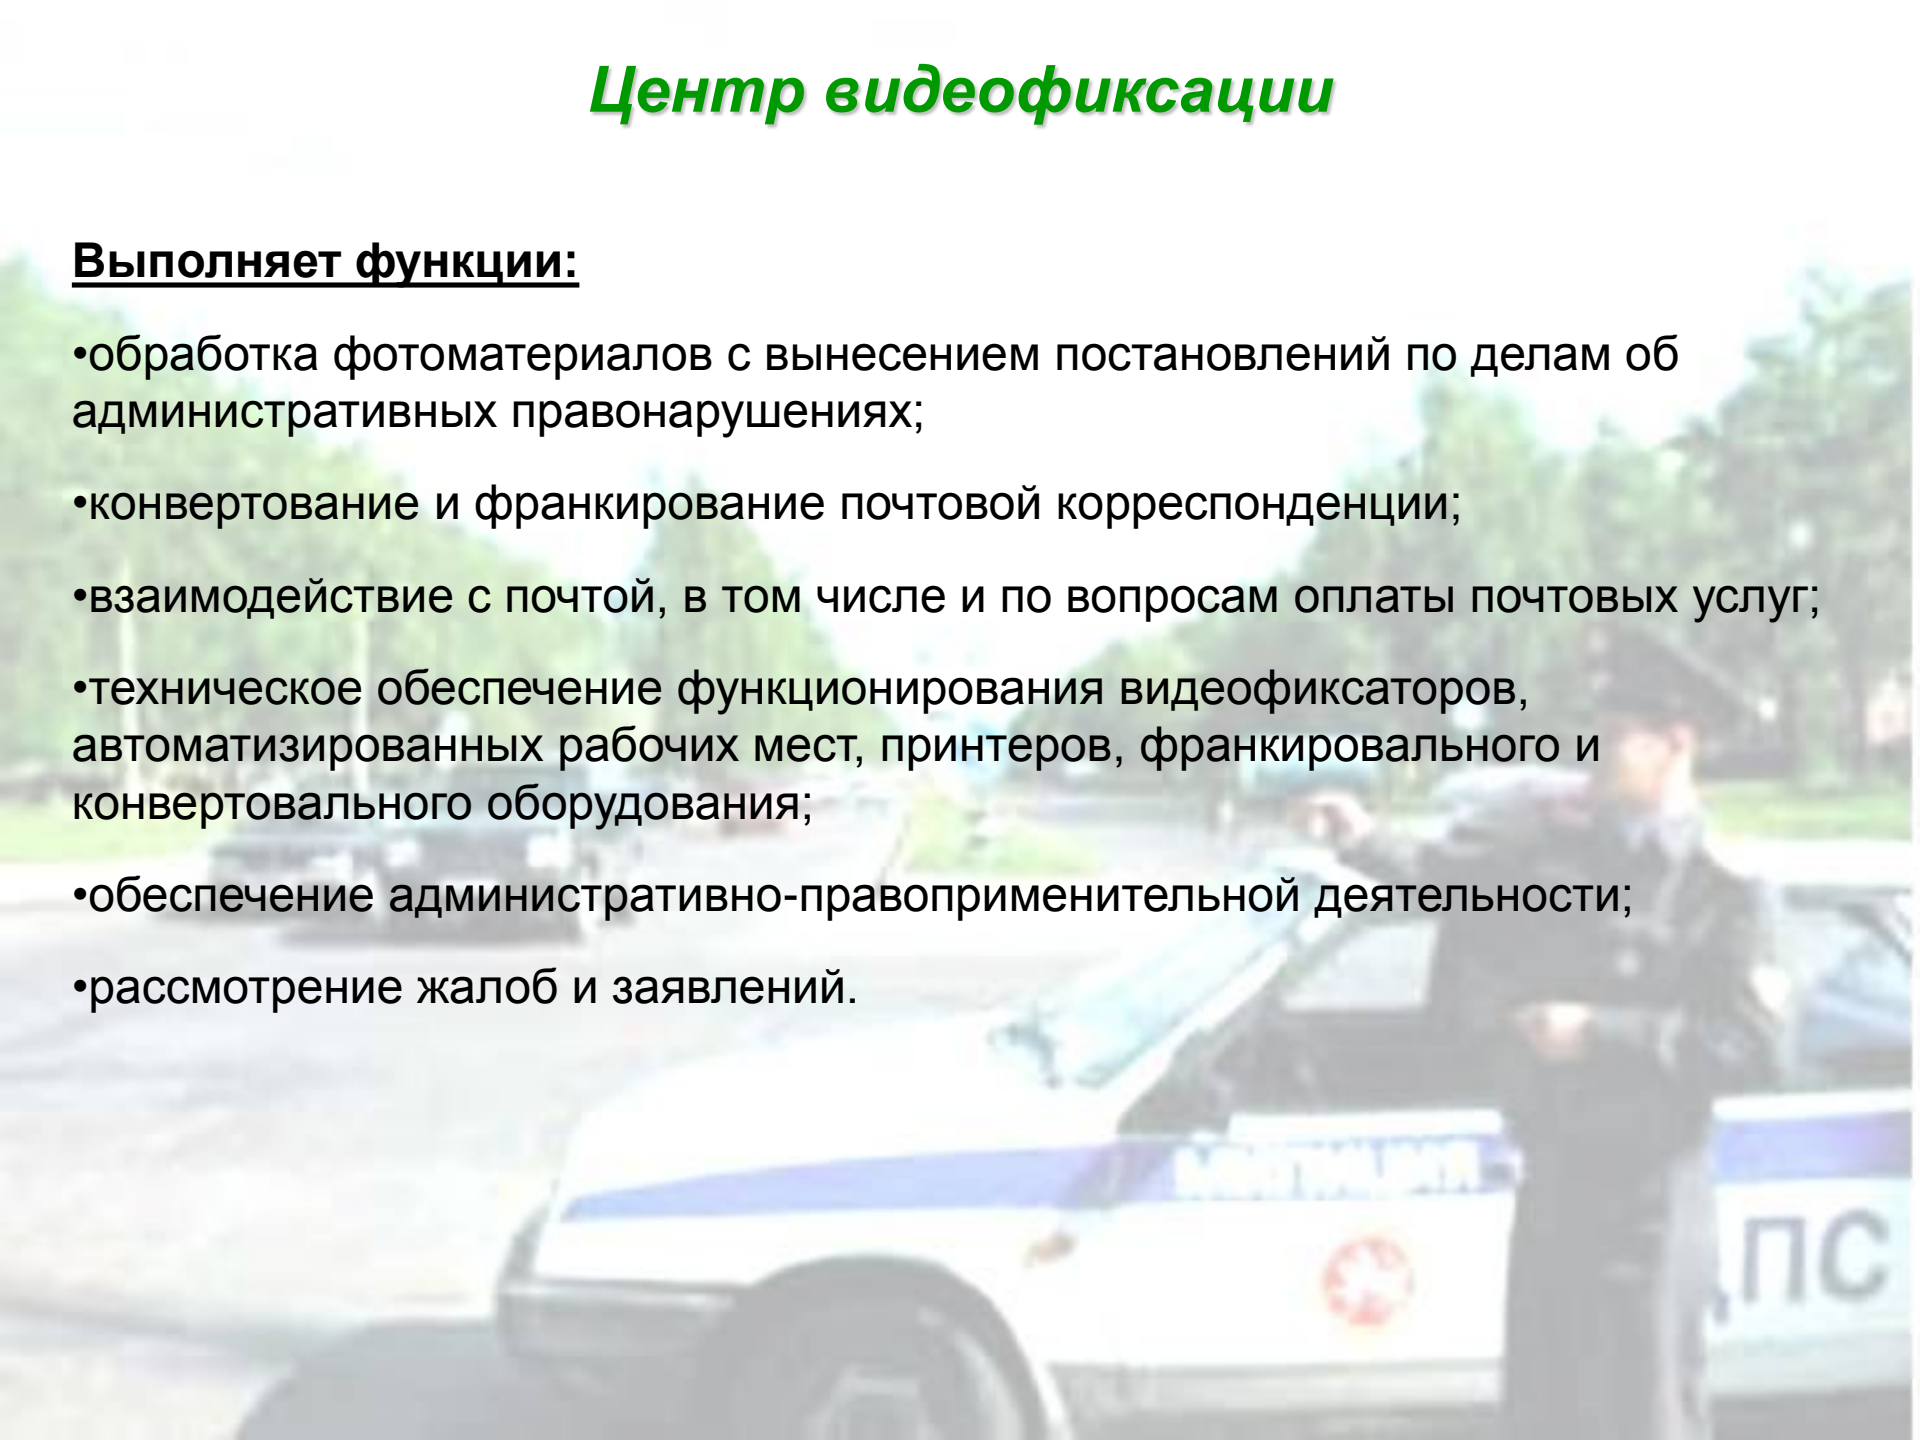 Центр видеофиксации
Выполняет функции:
•обработка фотоматериалов с вынесением постановлений по делам об
административных правонарушениях;
•конвертование и франкирование почтовой корреспонденции;
•взаимодействие с почтой, в том числе и по вопросам оплаты почтовых услуг;
•техническое обеспечение функционирования видеофиксаторов,
автоматизированных рабочих мест, принтеров, франкировального и
конвертовального оборудования;
•обеспечение административно-правоприменительной деятельности;
•рассмотрение жалоб и заявлений.
МИЛИЦИЯ
ДПС